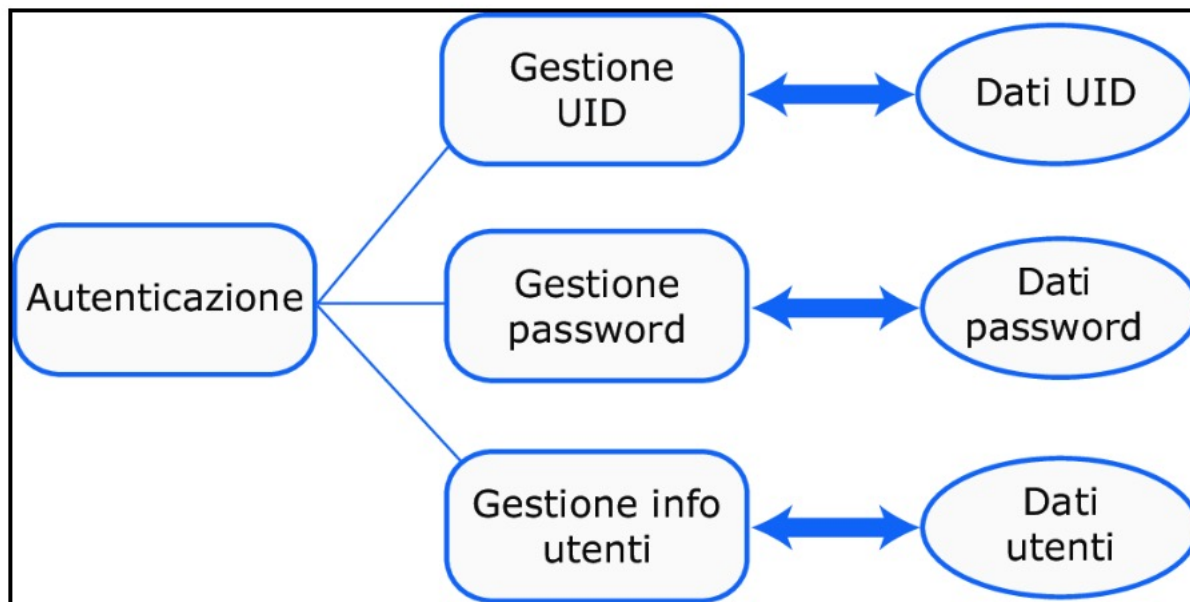 Gestione
UID
Dati UID
Autenticazione
Gestione
password
Dati
password
Gestione info
utenti
Dati
utenti